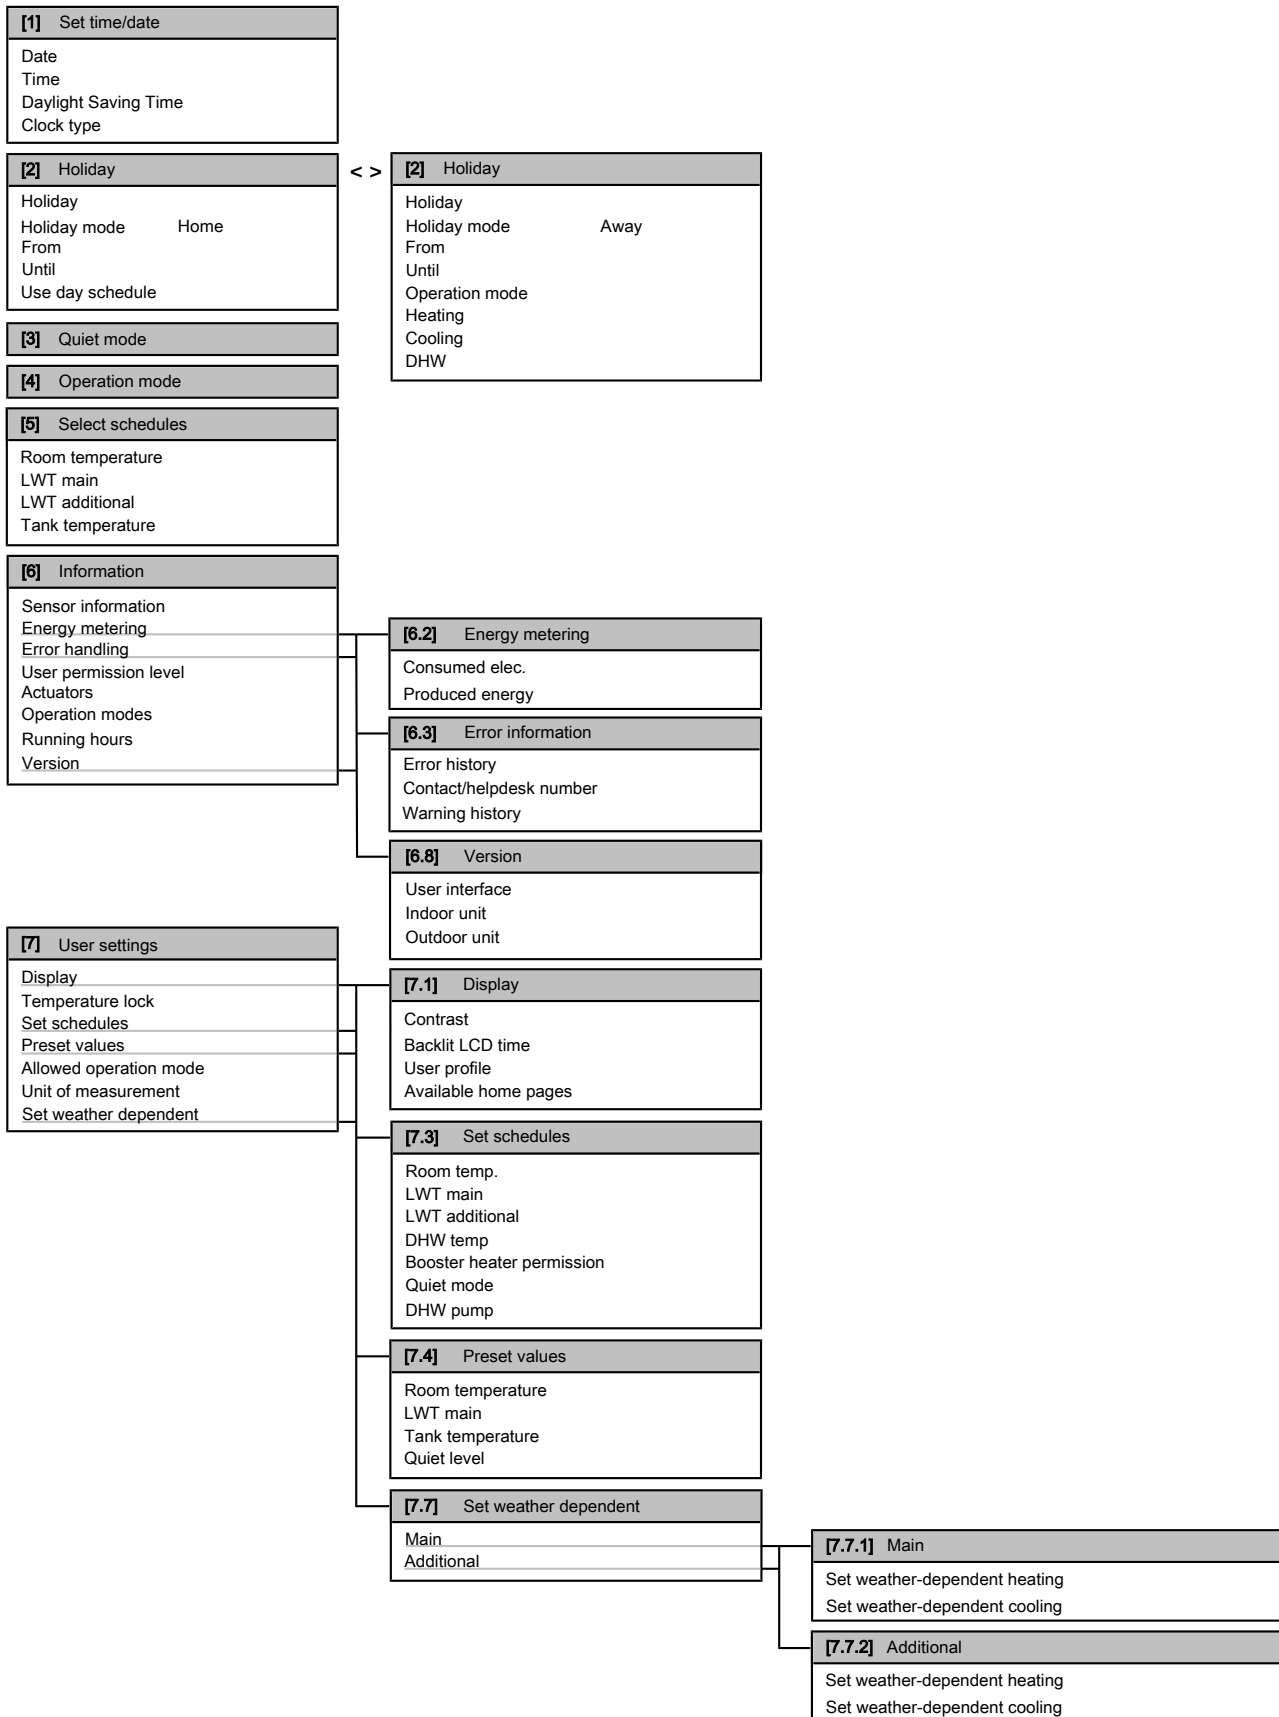 [1] Set time/date
Date
Time
Daylight Saving Time
Clock type
[2] Holiday
Holiday
Holiday mode Home
From
Until
Use day schedule
< >
[2] Holiday
Holiday
Holiday mode Away
From
Until
Operation mode
Heating
Cooling
DHW
[3] Quiet mode
[4] Operation mode
[5] Select schedules
Room temperature
LWT main
LWT additional
Tank temperature
[6] Information
Sensor information
Energy metering
Error handling
User permission level
Actuators
Operation modes
Running hours
Version
[6.2] Energy metering
Consumed elec.
Produced energy
[6.3] Error information
Error history
Contact/helpdesk number
Warning history
[6.8] Version
User interface
Indoor unit
Outdoor unit
[7] User settings
Display
Temperature lock
Set schedules
Preset values
Allowed operation mode
Unit of measurement
Set weather dependent
[7.1] Display
Contrast
Backlit LCD time
User profile
Available home pages
[7.3] Set schedules
Room temp.
LWT main
LWT additional
DHW temp
Booster heater permission
Quiet mode
DHW pump
[7.4] Preset values
Room temperature
LWT main
Tank temperature
Quiet level
[7.7] Set weather dependent
Main
Additional
[7.7.1] Main
Set weather-dependent heating
Set weather-dependent cooling
[7.7.2] Additional
Set weather-dependent heating
Set weather-dependent cooling